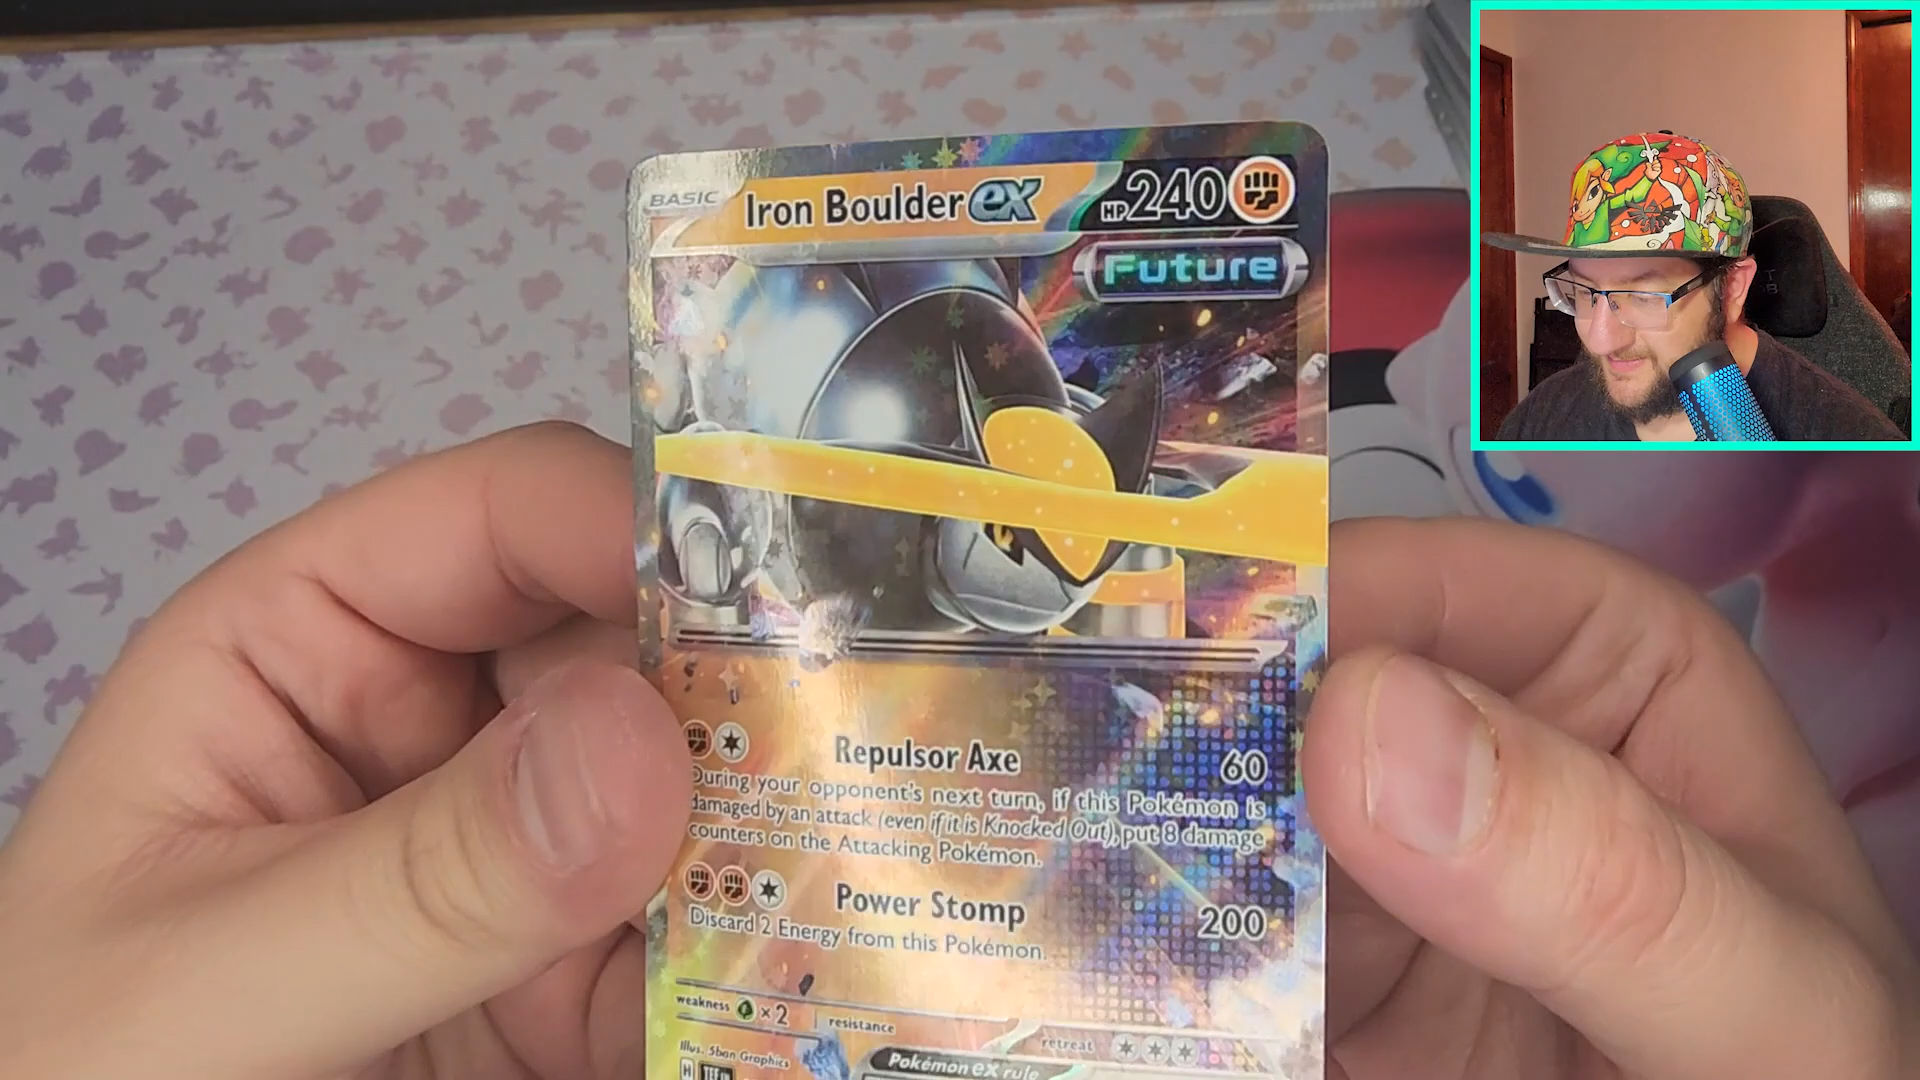 BASIC Iron Boulder ex HP 240
Future
Repulsor Axe 60
During your opponent's next turn, if this Pokémon is
damaged by an attack (even if it is Knocked Out), put 8 damage
counters on the Attacking Pokémon.
Power Stomp 200
Discard 2 Energy from this Pokémon.
weakness ×2 resistance retreat
Illus. 5ban Graphics
Pokémon ex rule
H TEF EN